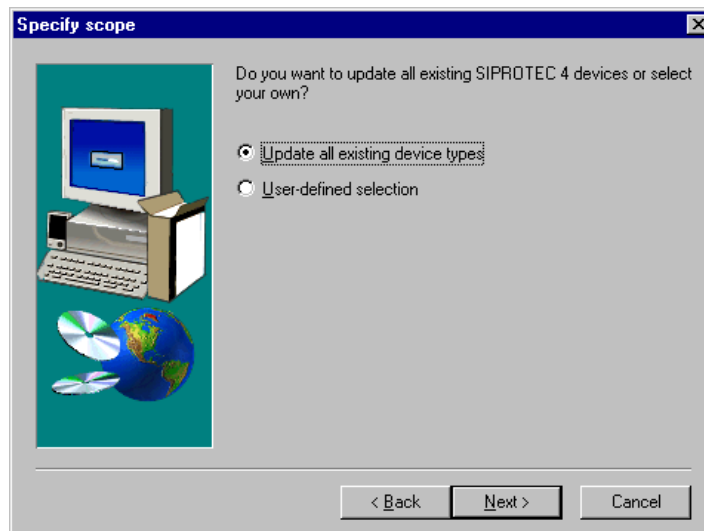 Specify scope
Do you want to update all existing SIPROTEC 4 devices or select
your own?
Update all existing device types
User-defined selection
< Back
Next >
Cancel